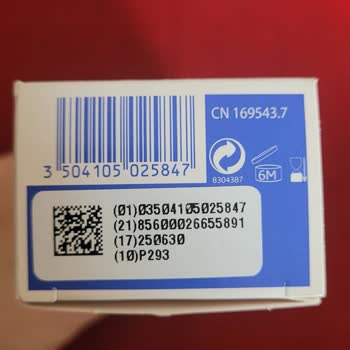 CN 169543.7
3 504105 025847
8304387
6M
(01)03504105025847
(21)85600026655891
(17)250630
(10)P293